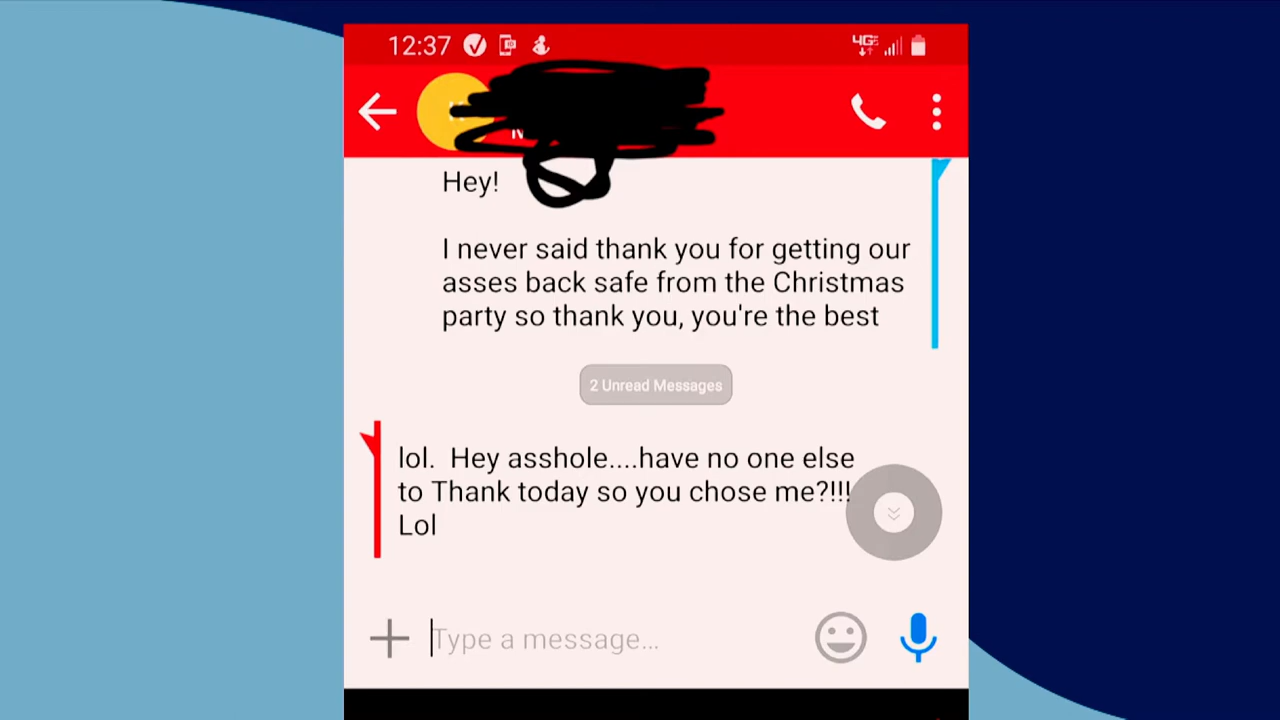 12:37
4G
Hey!
I never said thank you for getting our
asses back safe from the Christmas
party so thank you, you're the best
2 Unread Messages
lol.  Hey asshole....have no one else
to Thank today so you chose me?!!!
Lol
Type a message...